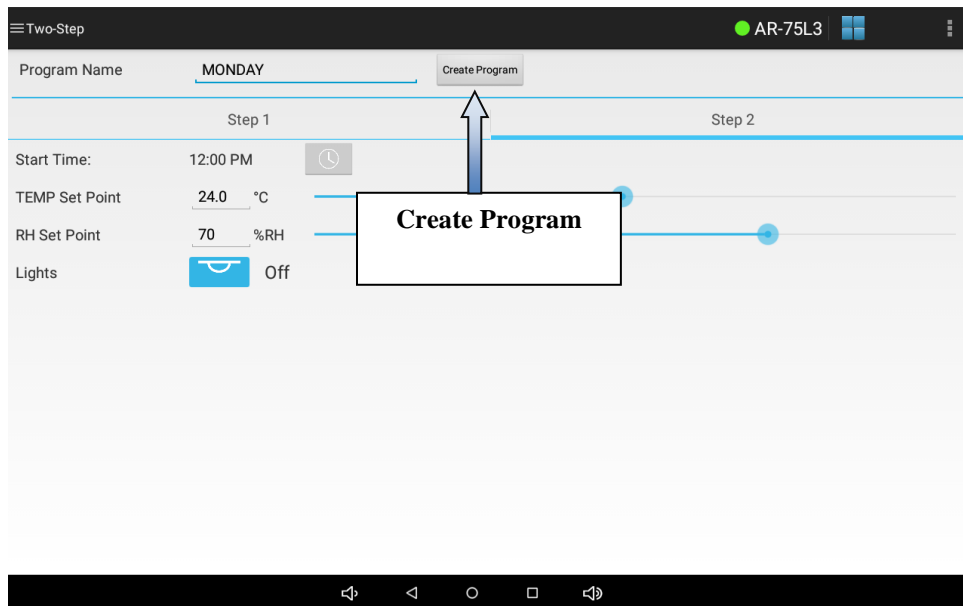 Two-Step AR-75L3
Program Name MONDAY Create Program
Step 1 Step 2
Start Time: 12:00 PM
TEMP Set Point 24.0 °C
RH Set Point 70 %RH
Create Program
Lights Off